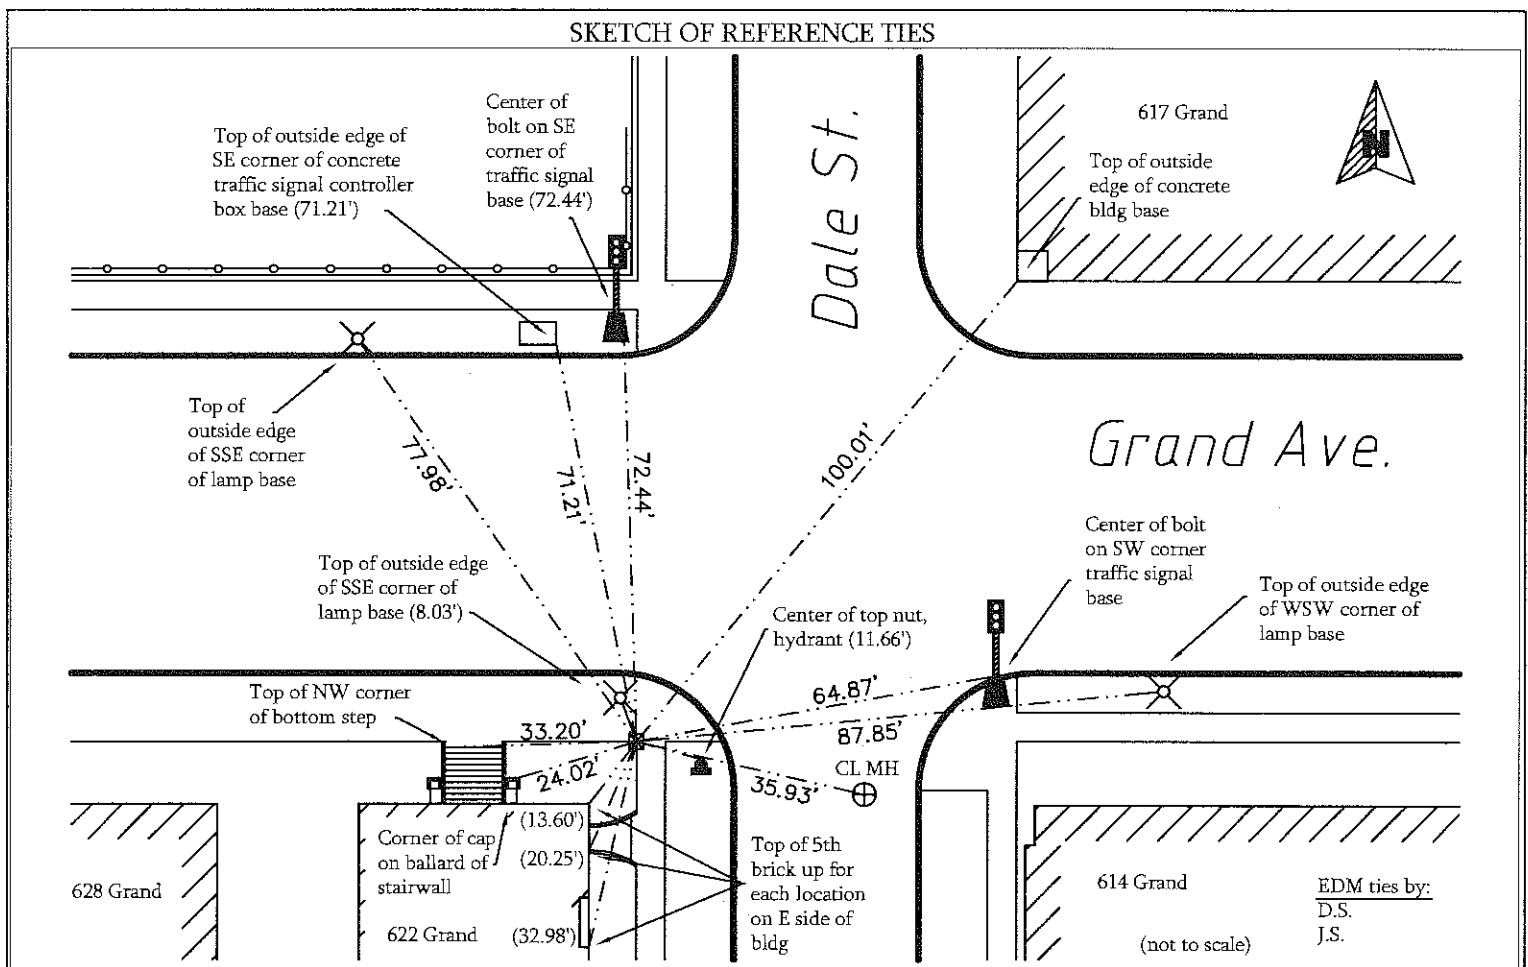 SKETCH OF REFERENCE TIES
Center of
bolt on SE
corner of
traffic signal
base (72.44')
Top of outside edge of
SE corner of concrete
traffic signal controller
box base (71.21')
Dale St.
617 Grand
Top of outside
edge of concrete
bldg base
Top of
outside edge
of SSE corner
of lamp base
77.98'
71.21'
72.44'
100.01'
Grand Ave.
Center of bolt
on SW corner
traffic signal
base
Top of outside edge
of WSW corner of
lamp base
Top of outside edge
of SSE corner of
lamp base (8.03')
Center of top nut,
hydrant (11.66')
Top of NW corner
of bottom step
33.20'
24.02'
64.87'
87.85'
CL MH
35.93'
(13.60')
(20.25')
(32.98')
Corner of cap
on ballard of
stairwall
Top of 5th
brick up for
each location
on E side of
bldg
628 Grand
622 Grand
614 Grand
(not to scale)
EDM ties by:
D.S.
J.S.